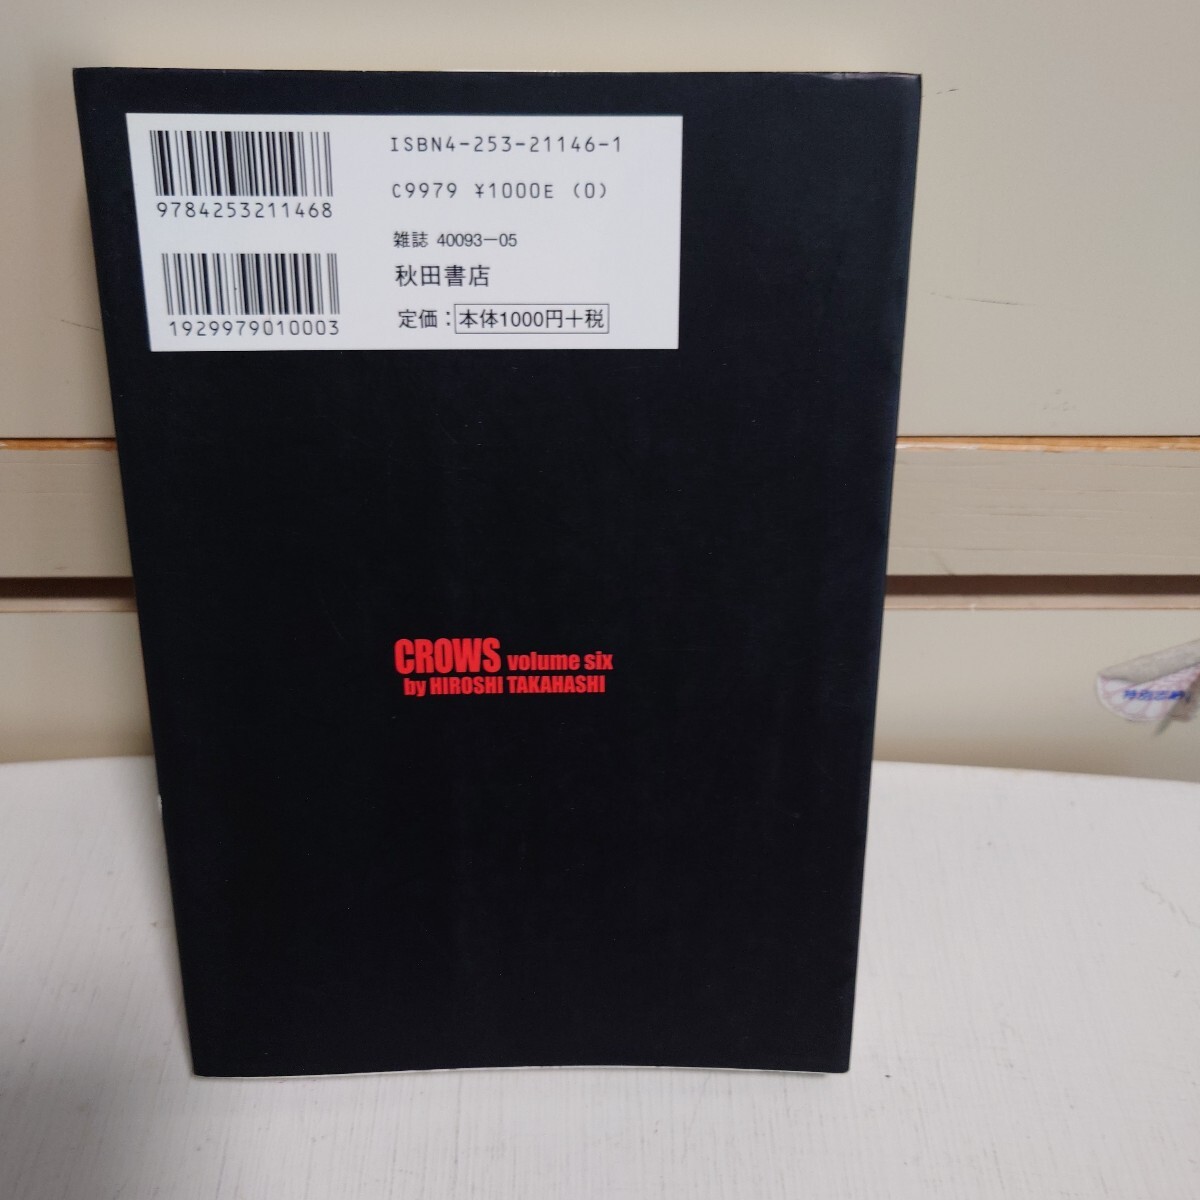 ISBN4-253-21146-1
C9979 ¥1000E (0)
9784253211468
雑誌 40093-05
秋田書店
定価：本体1000円+税
1929979010003
CROWS volume six
by HIROSHI TAKAHASHI